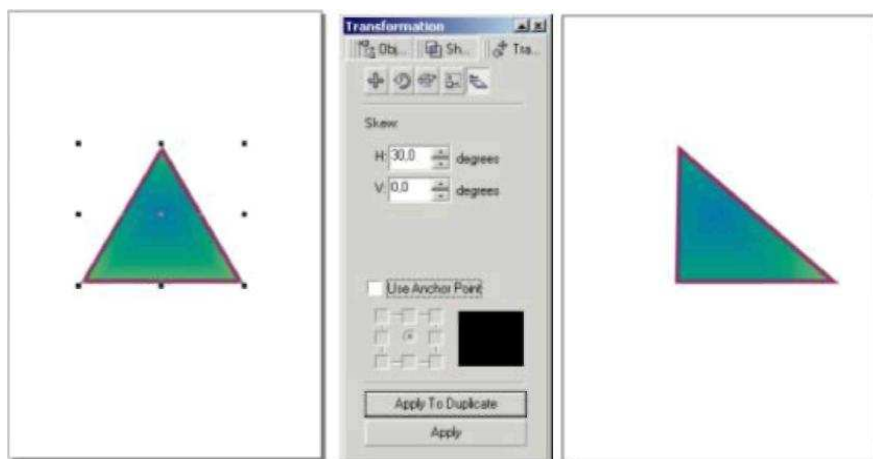 Transformation
Obj... Sh... Tra...
Skew:
H: 30,0 degrees
V: 0,0 degrees
Use Anchor Point
Apply To Duplicate
Apply